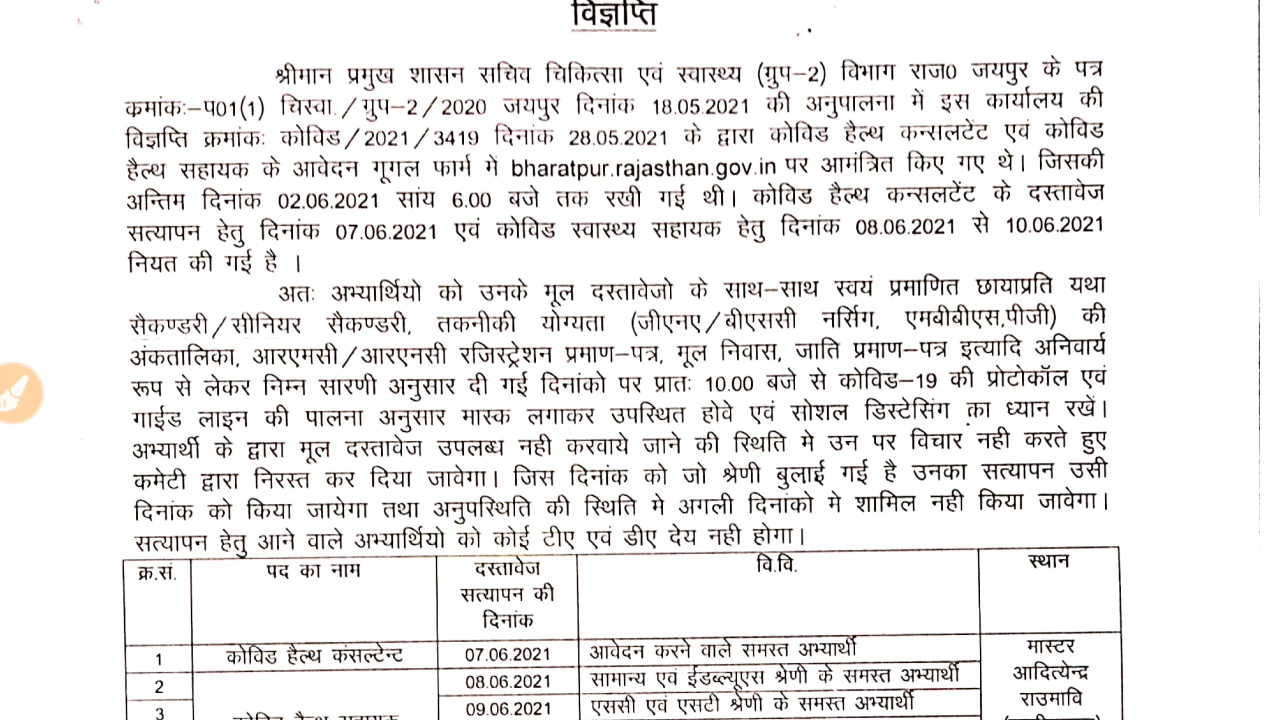 विज्ञप्ति
श्रीमान प्रमुख शासन सचिव चिकित्सा एवं स्वास्थ्य (ग्रुप–2) विभाग राज0 जयपुर के पत्र
कमांकः–प01(1) चिस्वा./ग्रुप–2/2020 जयपुर दिनांक 18.05.2021 की अनुपालना में इस कार्यालय की
विज्ञप्ति क्रमांकः कोविड/2021/3419 दिनांक 28.05.2021 के द्वारा कोविड हैल्थ कन्सलटेंट एवं कोविड
हैल्थ सहायक के आवेदन गूगल फार्म में bharatpur.rajasthan.gov.in पर आमंत्रित किए गए थे। जिसकी
अन्तिम दिनांक 02.06.2021 सांय 6.00 बजे तक रखी गई थी। कोविड हैल्थ कन्सलटेंट के दस्तावेज
सत्यापन हेतु दिनांक 07.06.2021 एवं कोविड स्वास्थ्य सहायक हेतु दिनांक 08.06.2021 से 10.06.2021
नियत की गई है ।
अतः अभ्यार्थियो को उनके मूल दस्तावेजो के साथ–साथ स्वयं प्रमाणित छायाप्रति यथा
सैकण्डरी/सीनियर सैकण्डरी, तकनीकी योग्यता (जीएनए/बीएससी नर्सिग, एमबीबीएस,पीजी) की
अंकतालिका, आरएमसी/आरएनसी रजिस्ट्रेशन प्रमाण–पत्र, मूल निवास, जाति प्रमाण–पत्र इत्यादि अनिवार्य
रूप से लेकर निम्न सारणी अनुसार दी गई दिनांको पर प्रातः 10.00 बजे से कोविड–19 की प्रोटोकॉल एवं
गाईड लाइन की पालना अनुसार मास्क लगाकर उपस्थित होवे एवं सोशल डिस्टेसिंग का ध्यान रखें।
अभ्यार्थी के द्वारा मूल दस्तावेज उपलब्ध नही करवाये जाने की स्थिति मे उन पर विचार नही करते हुए
कमेटी द्वारा निरस्त कर दिया जावेगा। जिस दिनांक को जो श्रेणी बुलाई गई है उनका सत्यापन उसी
दिनांक को किया जायेगा तथा अनुपस्थिति की स्थिति मे अगली दिनांको मे शामिल नही किया जावेगा।
सत्यापन हेतु आने वाले अभ्यार्थियो को कोई टीए एवं डीए देय नही होगा।
क्र.सं. पद का नाम दस्तावेज सत्यापन की दिनांक वि.वि. स्थान
1 कोविड हैल्थ कंसल्टेन्ट 07.06.2021 आवेदन करने वाले समस्त अभ्यार्थी मास्टर
2 08.06.2021 सामान्य एवं ईडब्ल्यूएस श्रेणी के समस्त अभ्यार्थी आदित्येन्द्र
3 09.06.2021 एससी एवं एसटी श्रेणी के समस्त अभ्यार्थी राउमावि